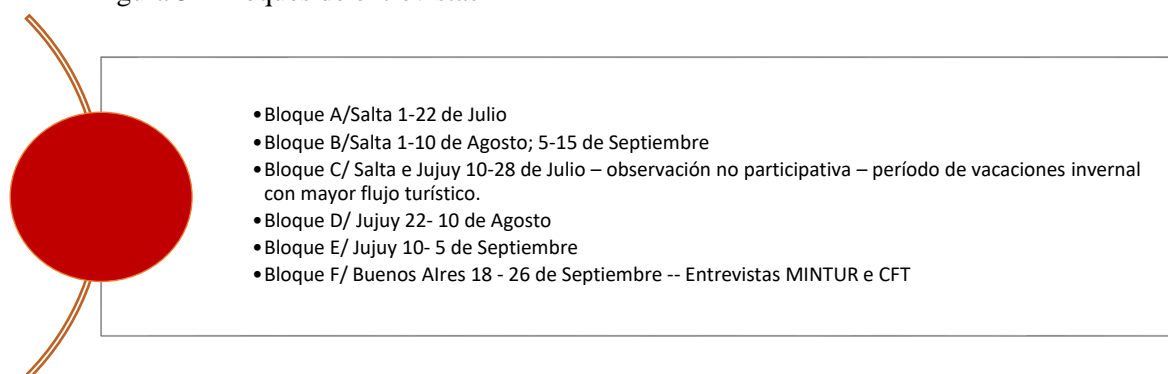 •Bloque A/Salta 1-22 de Julio
•Bloque B/Salta 1-10 de Agosto; 5-15 de Septiembre
•Bloque C/ Salta e Jujuy 10-28 de Julio – observación no participativa – período de vacaciones invernal
con mayor flujo turístico.
•Bloque D/ Jujuy 22- 10 de Agosto
•Bloque E/ Jujuy 10- 5 de Septiembre
•Bloque F/ Buenos AIres 18 - 26 de Septiembre -- Entrevistas MINTUR e CFT